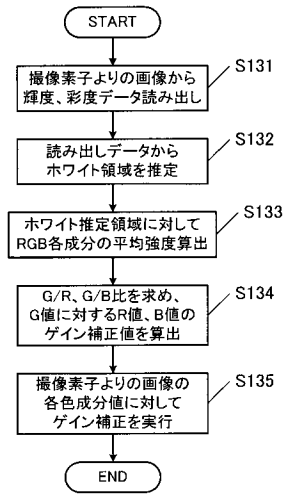 START
撮像素子よりの画像から
輝度、彩度データ読み出し
S131
読み出しデータから
ホワイト領域を推定
S132
ホワイト推定領域に対して
RGB各成分の平均強度算出
S133
G/R、G/B比を求め、
G値に対するR値、B値の
ゲイン補正値を算出
S134
撮像素子よりの画像の
各色成分値に対して
ゲイン補正を実行
S135
END